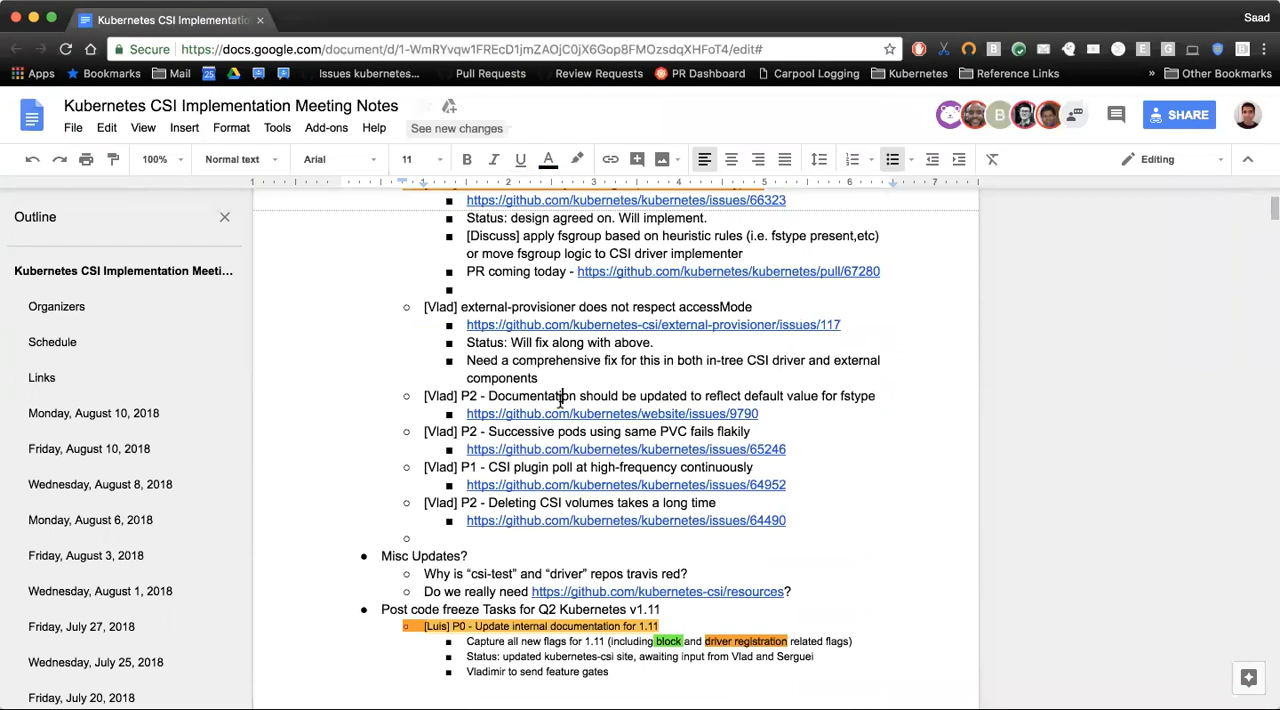 Kubernetes CSI Implementatio
Saad
Secure
https://docs.google.com/document/d/1-WmRYvqw1FREcD1jmZAOjC0jX6Gop8FMOzsdqXHFoT4/edit#
Apps
Bookmarks
Mail
Issues kubernetes...
Pull Requests
Review Requests
PR Dashboard
Carpool Logging
Kubernetes
Reference Links
»
Other Bookmarks
Kubernetes CSI Implementation Meeting Notes
File Edit View Insert Format Tools Add-ons Help
See new changes
B
SHARE
100%
Normal text
Arial
11
B I U A
Editing
1 1 2 3 4 5 6 7
Outline
Kubernetes CSI Implementation Meeti...
Organizers
Schedule
Links
Monday, August 10, 2018
Friday, August 10, 2018
Wednesday, August 8, 2018
Monday, August 6, 2018
Friday, August 3, 2018
Wednesday, August 1, 2018
Friday, July 27, 2018
Wednesday, July 25, 2018
Friday, July 20, 2018
https://github.com/kubernetes/kubernetes/issues/66323
Status: design agreed on. Will implement.
[Discuss] apply fsgroup based on heuristic rules (i.e. fstype present,etc)
or move fsgroup logic to CSI driver implementer
PR coming today - https://github.com/kubernetes/kubernetes/pull/67280
[Vlad] external-provisioner does not respect accessMode
https://github.com/kubernetes-csi/external-provisioner/issues/117
Status: Will fix along with above.
Need a comprehensive fix for this in both in-tree CSI driver and external
components
[Vlad] P2 - Documentation should be updated to reflect default value for fstype
https://github.com/kubernetes/website/issues/9790
[Vlad] P2 - Successive pods using same PVC fails flakily
https://github.com/kubernetes/kubernetes/issues/65246
[Vlad] P1 - CSI plugin poll at high-frequency continuously
https://github.com/kubernetes/kubernetes/issues/64952
[Vlad] P2 - Deleting CSI volumes takes a long time
https://github.com/kubernetes/kubernetes/issues/64490
Misc Updates?
Why is “csi-test” and “driver” repos travis red?
Do we really need https://github.com/kubernetes-csi/resources?
Post code freeze Tasks for Q2 Kubernetes v1.11
[Luis] P0 - Update internal documentation for 1.11
Capture all new flags for 1.11 (including block and driver registration related flags)
Status: updated kubernetes-csi site, awaiting input from Vlad and Serguei
Vladimir to send feature gates